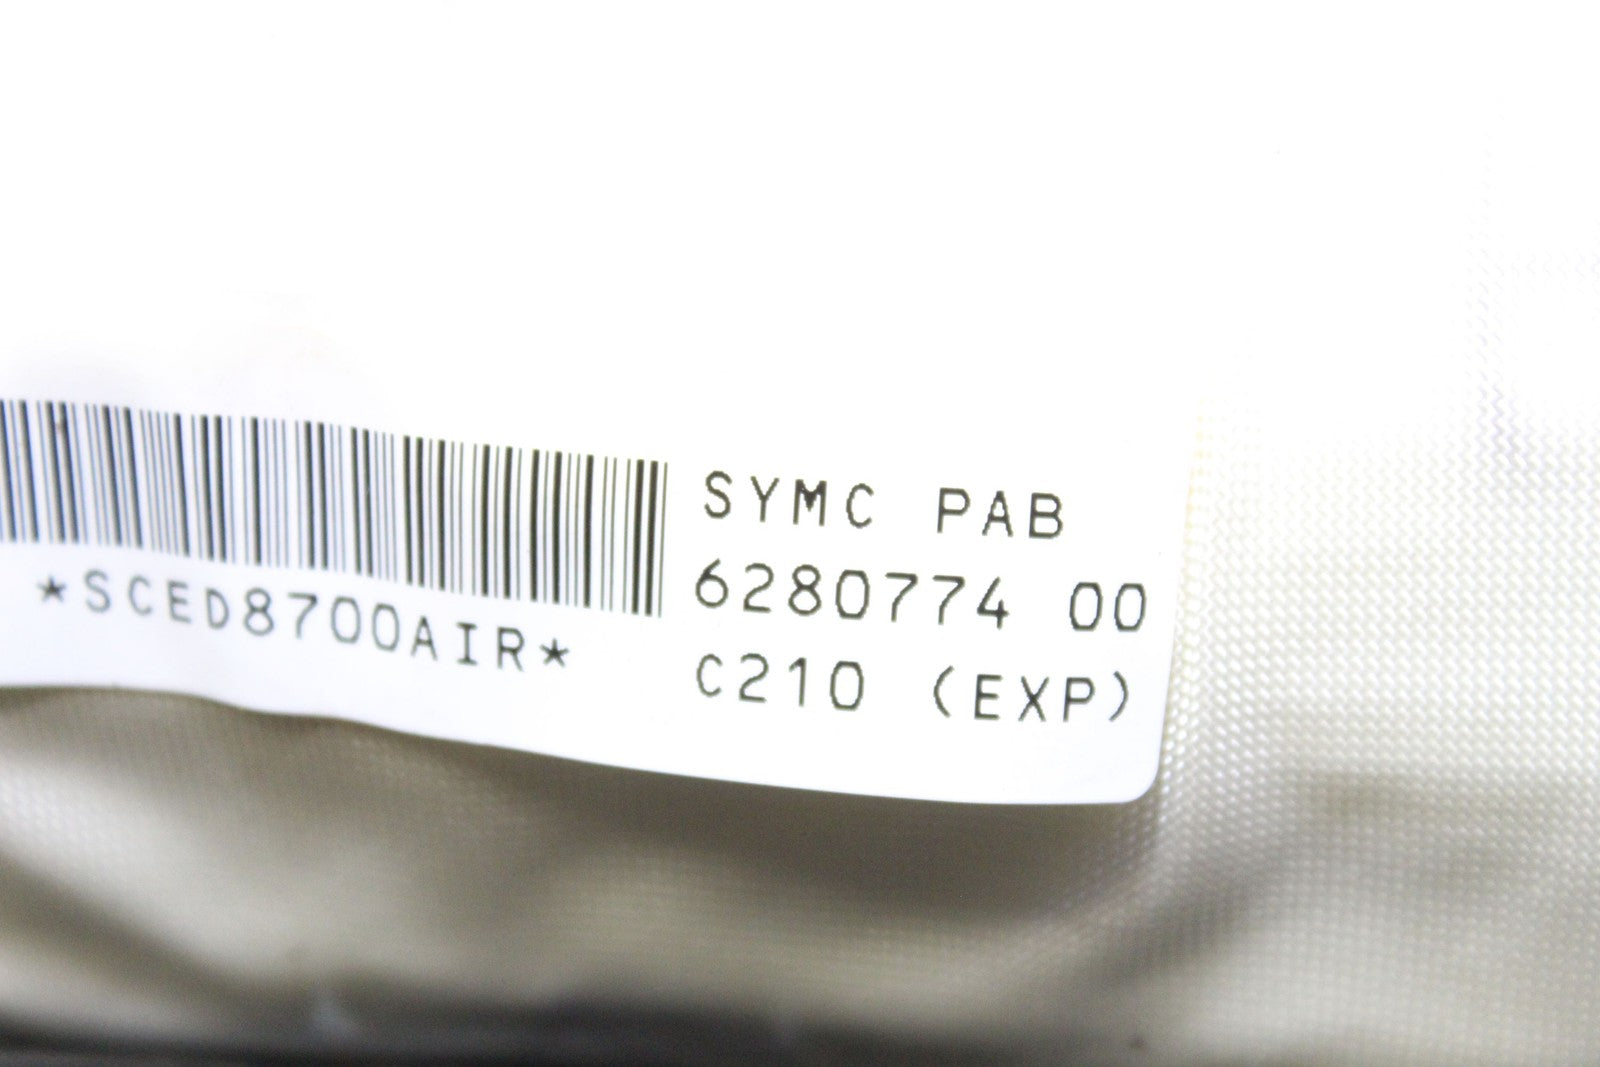 SYMC PAB
*SCED8700AIR*
6280774 00
C210 (EXP)